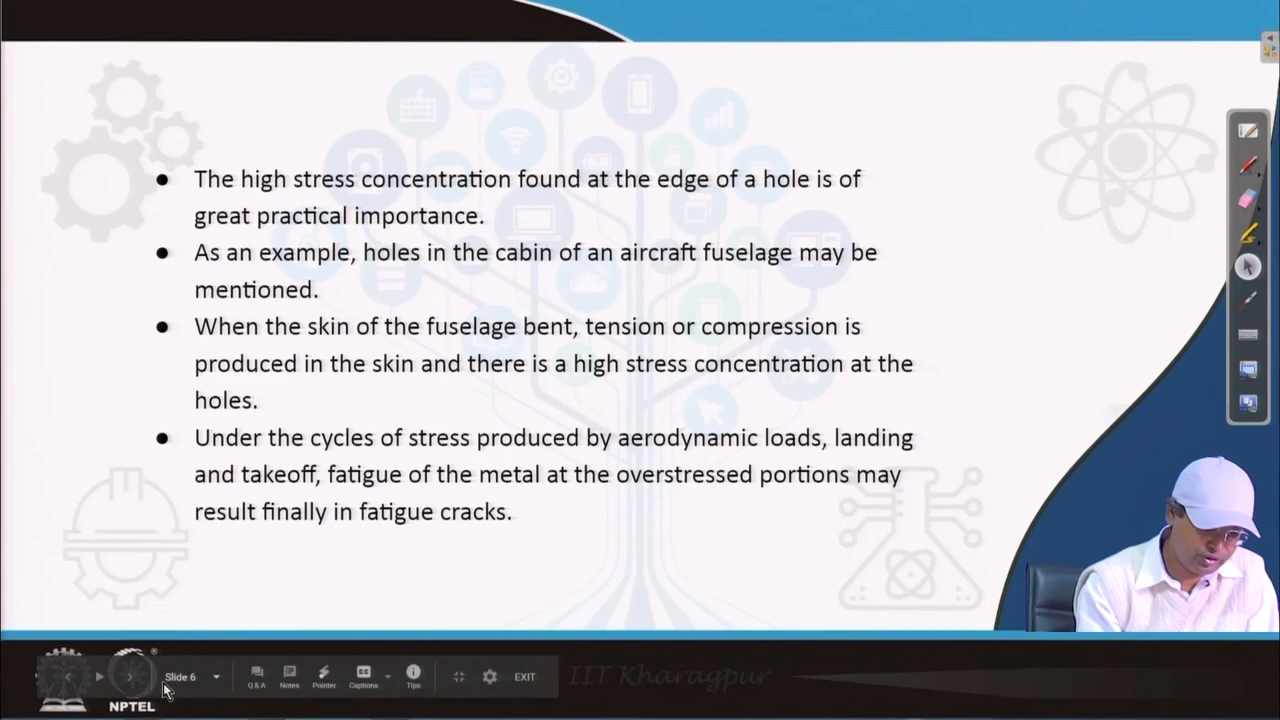 ● The high stress concentration found at the edge of a hole is of
great practical importance.
● As an example, holes in the cabin of an aircraft fuselage may be
mentioned.
● When the skin of the fuselage bent, tension or compression is
produced in the skin and there is a high stress concentration at the
holes.
● Under the cycles of stress produced by aerodynamic loads, landing
and takeoff, fatigue of the metal at the overstressed portions may
result finally in fatigue cracks.
Slide 6
Q & A
Notes
Pointer
Captions
Tips
EXIT
IIT Kharagpur
®
NPTEL